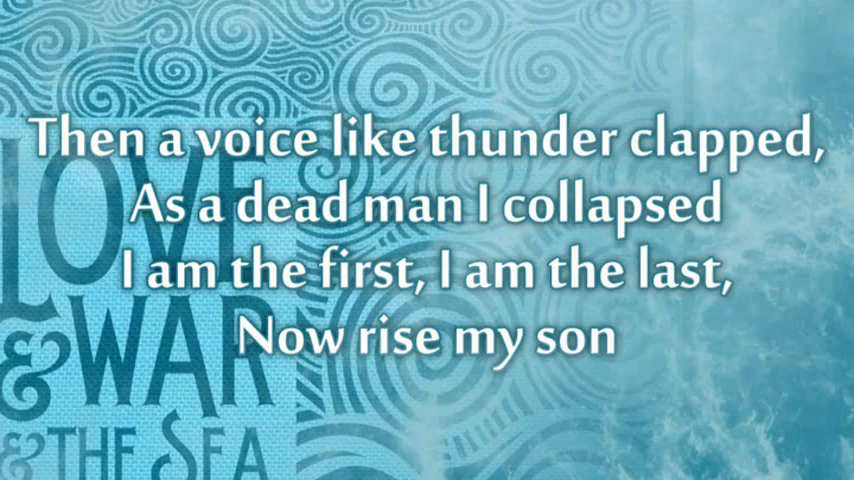 Then a voice like thunder clapped,
As a dead man I collapsed
I am the first, I am the last,
Now rise my son
LOVE
& WAR
& THE SEA